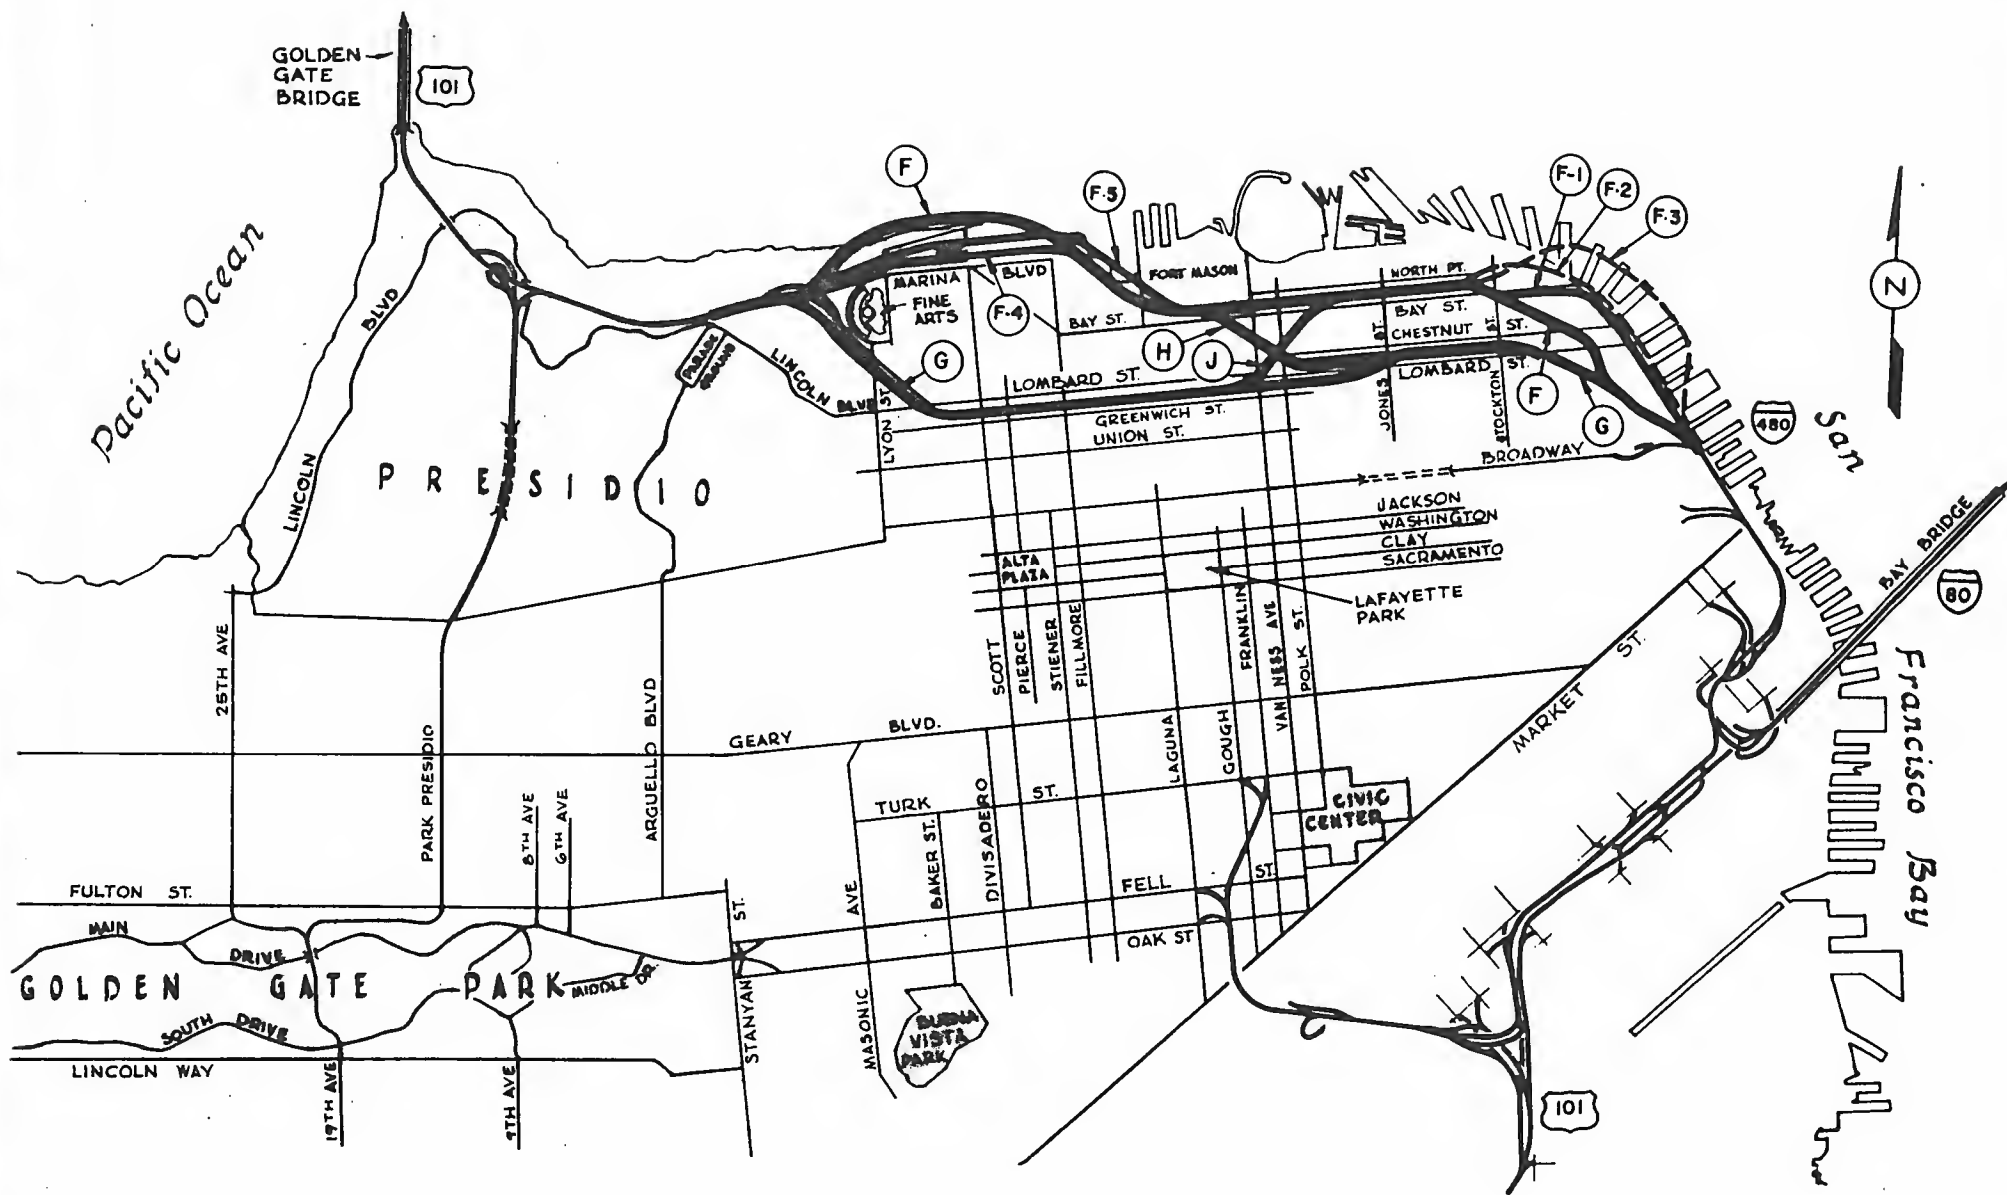 GOLDEN
GATE
BRIDGE
101
Pacific Ocean
F
F-5
F-1
F-2
F-3
N
MARINA
BLVD
FINE
ARTS
F-4
FORT MASON
NORTH PT.
BAY ST.
BAY ST.
CHESTNUT ST.
H
J
G
LOMBARD ST.
LOMBARD ST.
F
G
PARADE
GROUND
LINCOLN BLVD
LINCOLN
BLVD
LYON ST.
GREENWICH ST.
UNION ST.
JONES
ST.
STOCKTON
ST.
BROADWAY
480
San
Francisco Bay
PRESIDIO
JACKSON
WASHINGTON
CLAY
SACRAMENTO
ALTA
PLAZA
LAFAYETTE
PARK
BAY BRIDGE
80
25TH AVE
PARK PRESIDIO
8TH AVE
6TH AVE
ARGUELLO BLVD
SCOTT
PIERCE
STIENER
FILLMORE
LAGUNA
GOUGH
FRANKLIN
VAN NESS AVE
POLK ST.
MARKET ST.
GEARY BLVD.
TURK ST.
BAKER ST.
DIVISADERO
CIVIC
CENTER
FULTON ST.
FELL ST.
OAK ST
MAIN
DRIVE
GOLDEN GATE PARK
MIDDLE DR.
SOUTH DRIVE
LINCOLN WAY
19TH AVE
9TH AVE
ST.
STANYAN
AVE
MASONIC
BUENA
VISTA
PARK
101